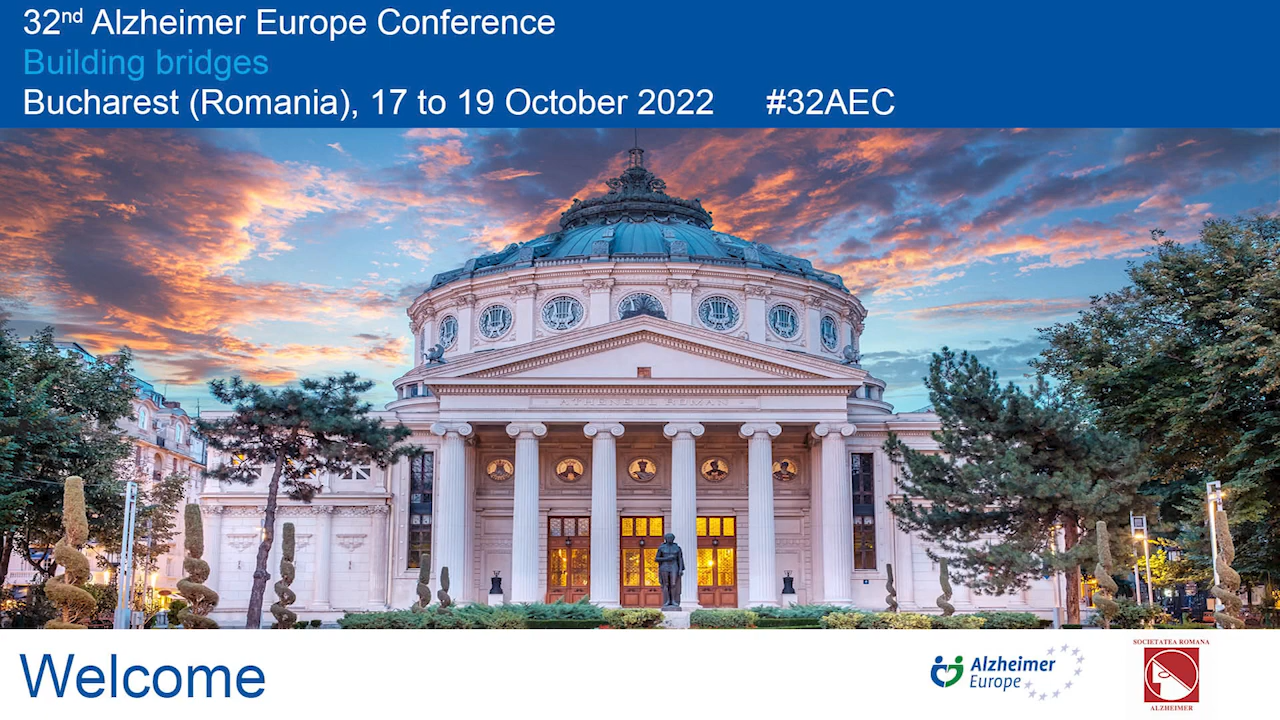 32nd Alzheimer Europe Conference
Building bridges
Bucharest (Romania), 17 to 19 October 2022 #32AEC
ATHENEUL ROMAN
Welcome
Alzheimer
Europe
SOCIETATEA ROMANA
ALZHEIMER